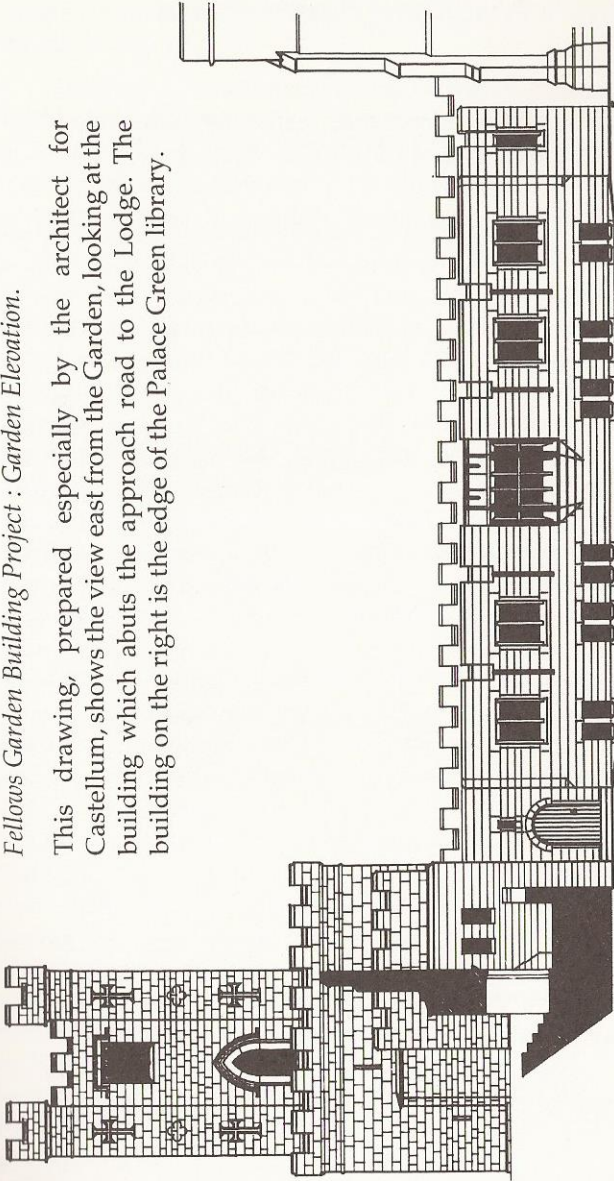 Fellows Garden Building Project : Garden Elevation.
This drawing, prepared especially by the architect for
Castellum, shows the view east from the Garden, looking at the
building which abuts the approach road to the Lodge. The
building on the right is the edge of the Palace Green library.